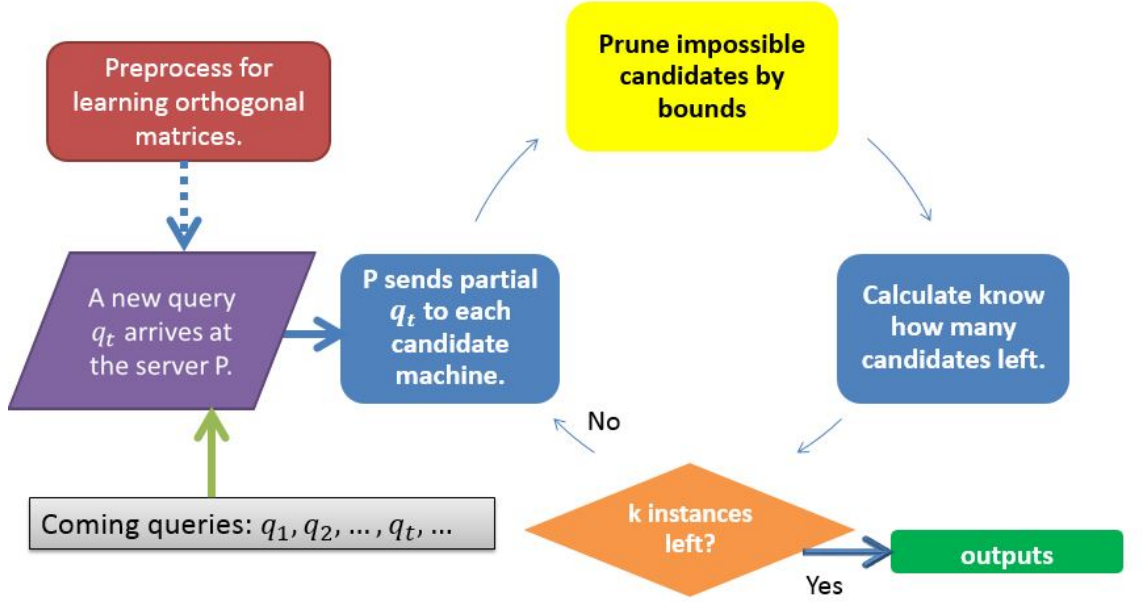 Preprocess for
learning orthogonal
matrices.
Prune impossible
candidates by
bounds
A new query
q_t arrives at
the server P.
P sends partial
q_t to each
candidate
machine.
Calculate know
how many
candidates left.
No
k instances
left?
Coming queries: q_1, q_2, ... , q_t, ...
Yes
outputs